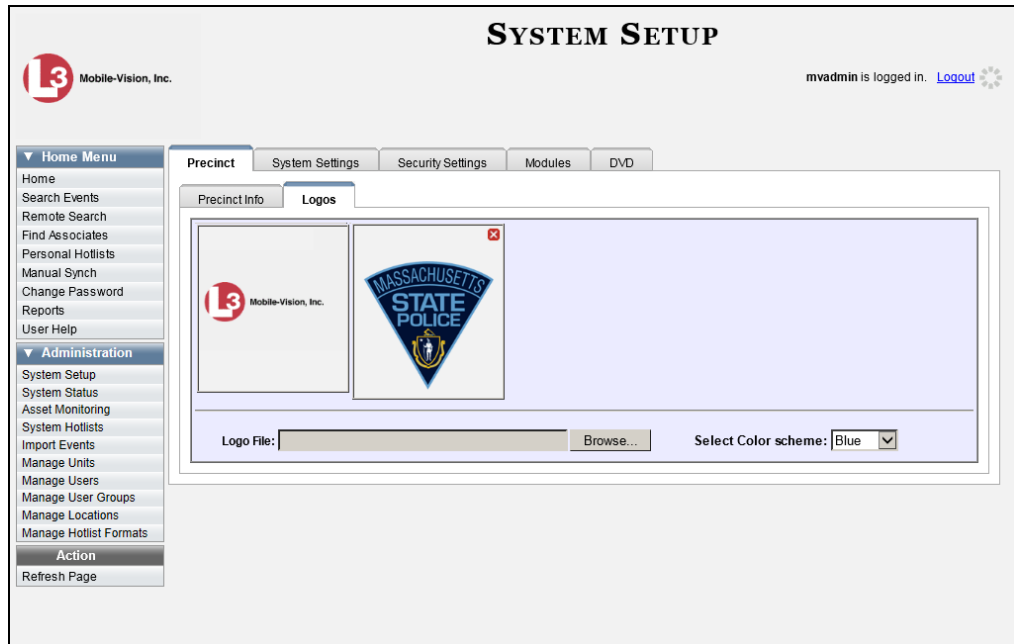 SYSTEM SETUP
L3 Mobile-Vision, Inc.
mvadmin is logged in. Logout
▼ Home Menu
Home
Search Events
Remote Search
Find Associates
Personal Hotlists
Manual Synch
Change Password
Reports
User Help
▼ Administration
System Setup
System Status
Asset Monitoring
System Hotlists
Import Events
Manage Units
Manage Users
Manage User Groups
Manage Locations
Manage Hotlist Formats
Action
Refresh Page
Precinct System Settings Security Settings Modules DVD
Precinct Info Logos
L3 Mobile-Vision, Inc.
MASSACHUSETTS
STATE
POLICE
Logo File: Browse... Select Color scheme: Blue